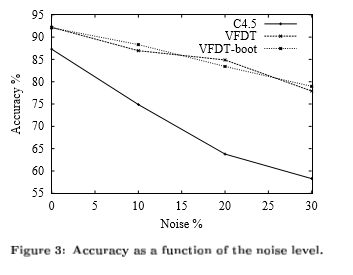 95
90
85
80
75
70
65
60
55
Accuracy %
C4.5
VFDT
VFDT-boot
0
5
10
15
20
25
30
Noise %
Figure 3: Accuracy as a function of the noise level.